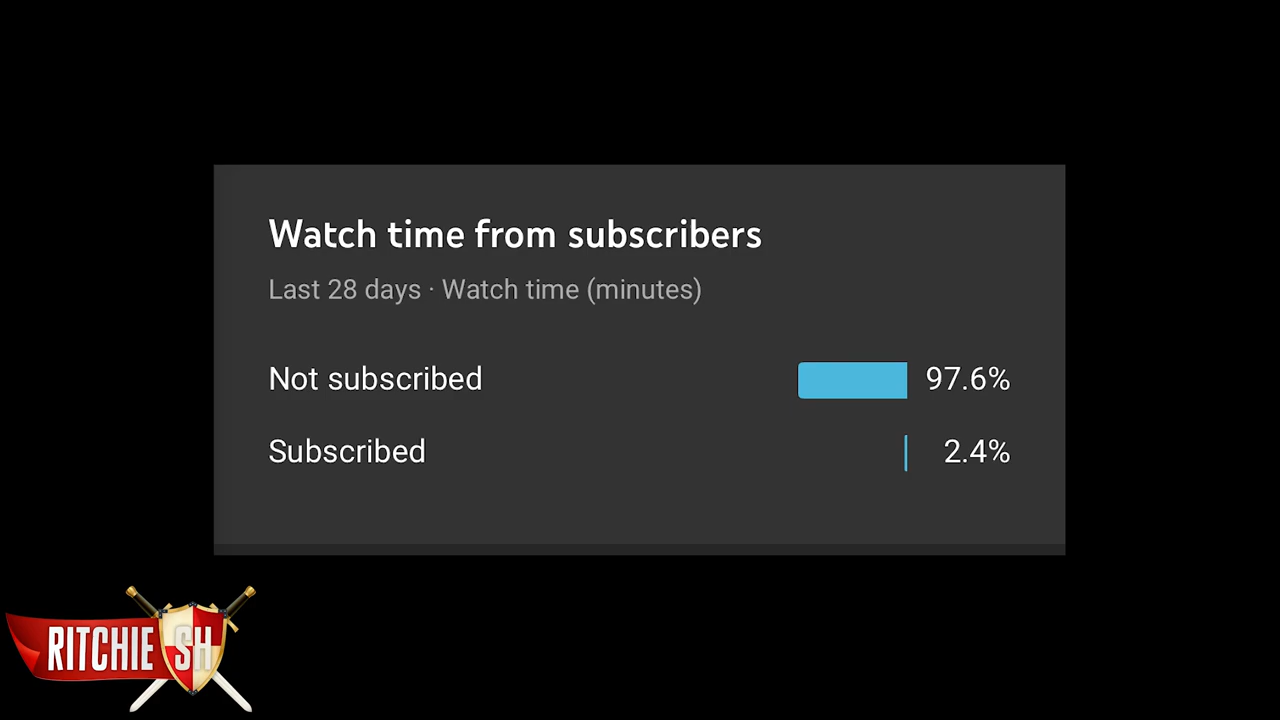 Watch time from subscribers
Last 28 days · Watch time (minutes)
Not subscribed 97.6%
Subscribed 2.4%
RITCHIE SH